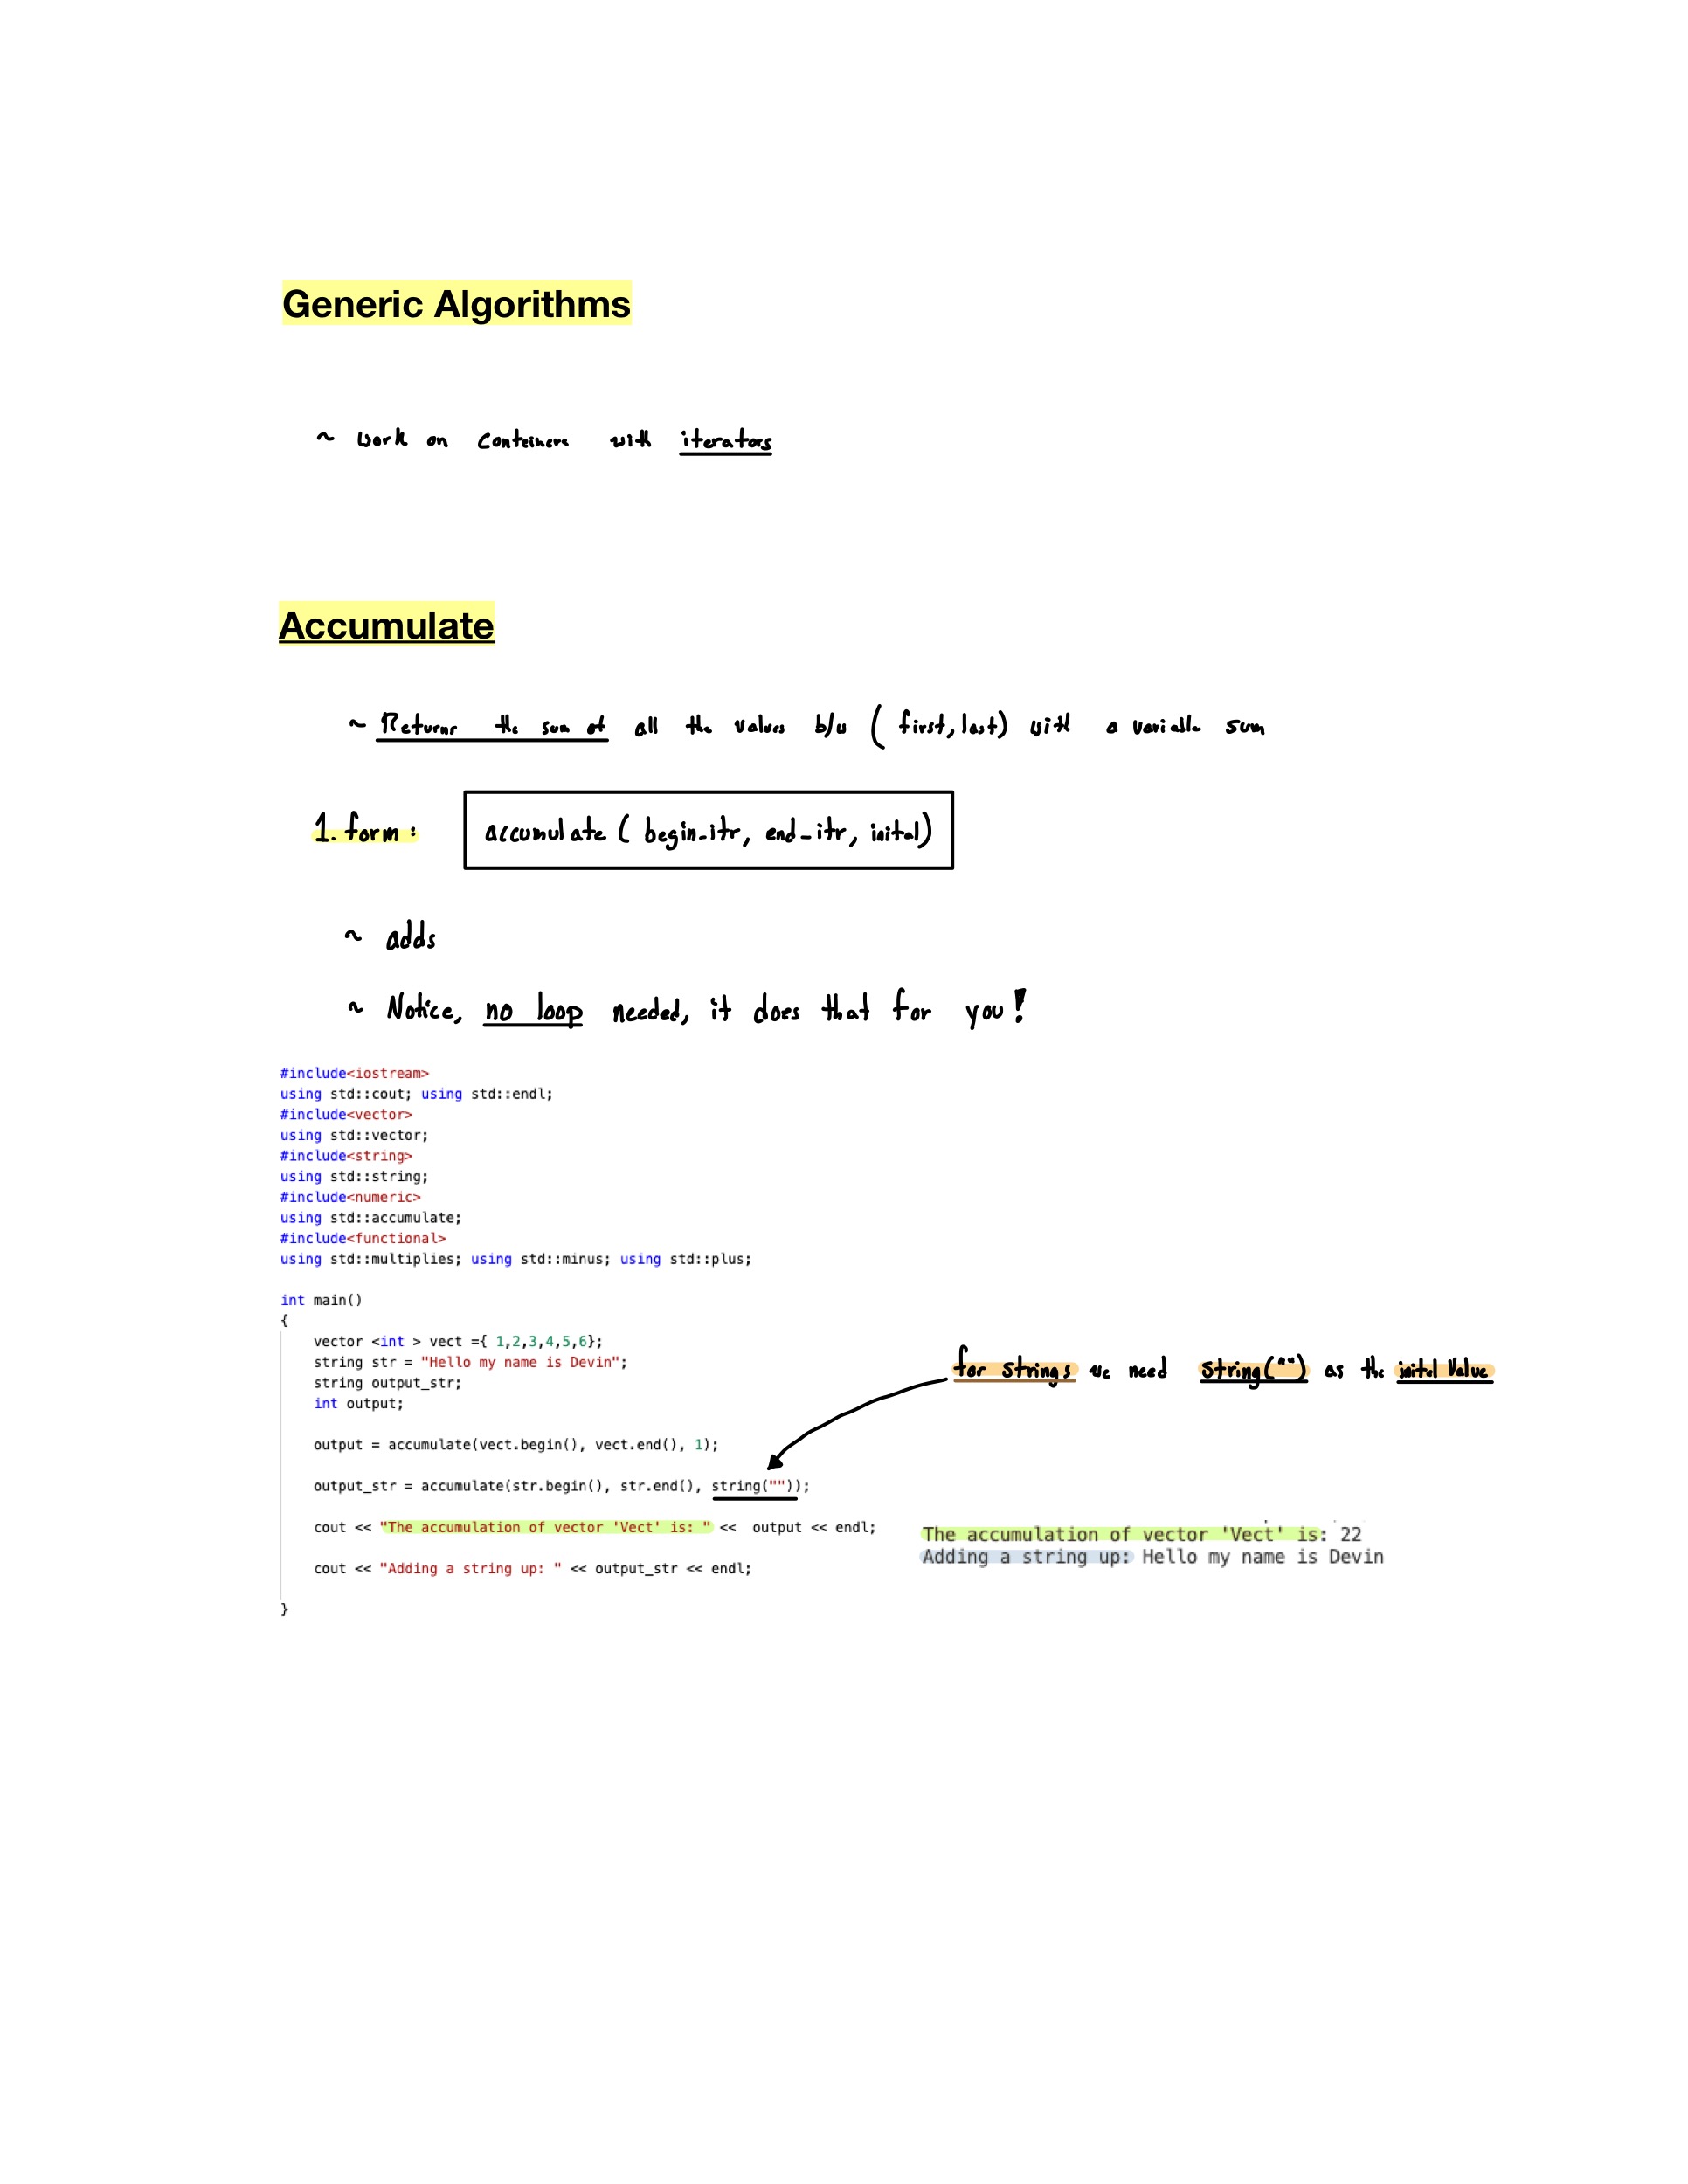 Generic Algorithms
~ Work on Containers with iterators
Accumulate
~ Returns the sum of all the values b/w (first, last) with a variable sum
1. form: accumulate ( begin_itr, end_itr, inital)
~ adds
~ Notice, no loop needed, it does that for you!
#include<iostream>
using std::cout; using std::endl;
#include<vector>
using std::vector;
#include<string>
using std::string;
#include<numeric>
using std::accumulate;
#include<functional>
using std::multiplies; using std::minus; using std::plus;
int main()
{
vector <int > vect ={ 1,2,3,4,5,6};
string str = "Hello my name is Devin";
string output_str;
int output;
for strings we need string("") as the inital value
output = accumulate(vect.begin(), vect.end(), 1);
output_str = accumulate(str.begin(), str.end(), string(""));
cout << "The accumulation of vector 'Vect' is: " << output << endl;
cout << "Adding a string up: " << output_str << endl;
}
The accumulation of vector 'Vect' is: 22
Adding a string up: Hello my name is Devin